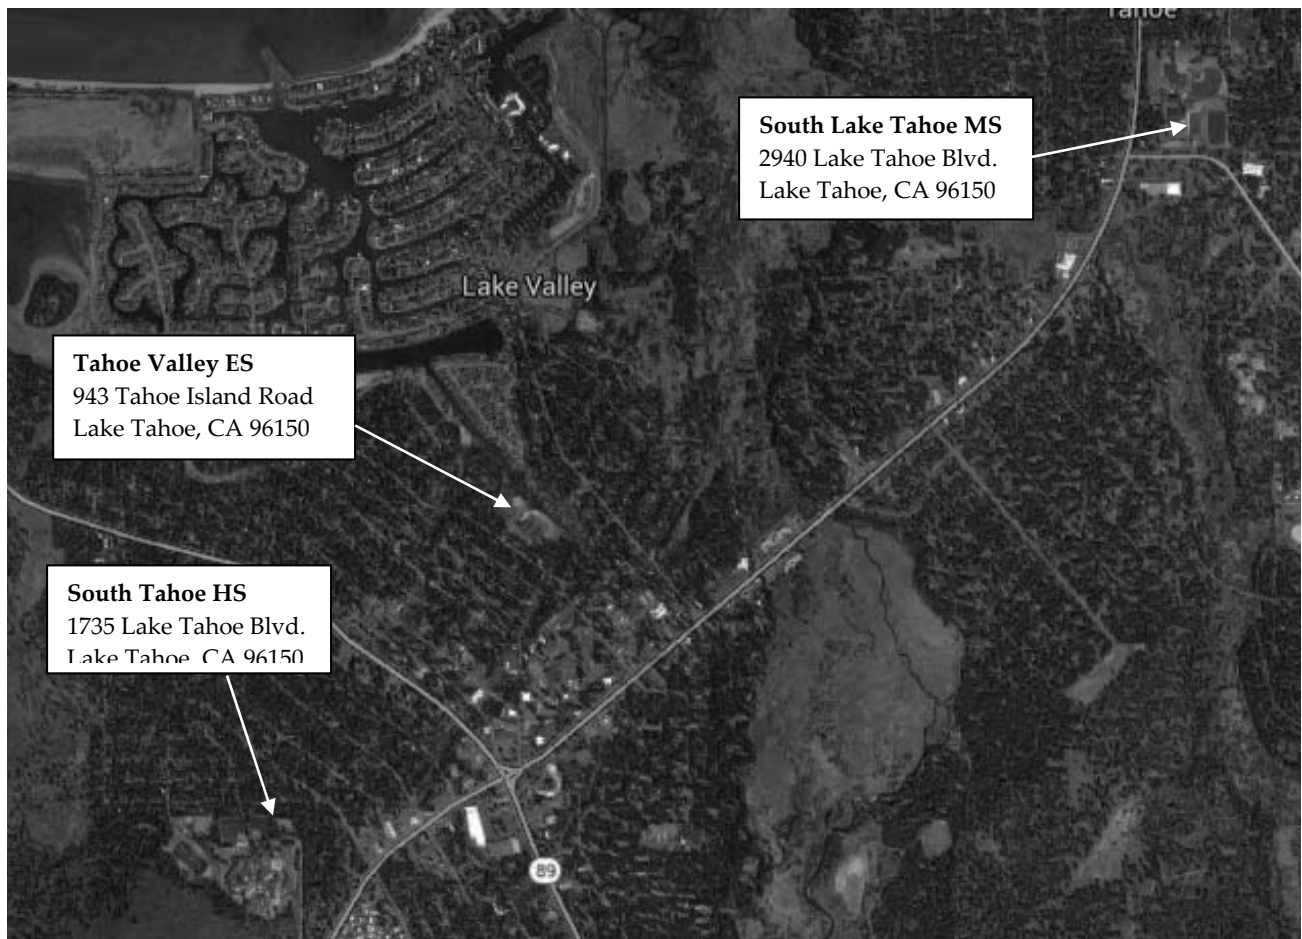 Tahoe
South Lake Tahoe MS
2940 Lake Tahoe Blvd.
Lake Tahoe, CA 96150
Lake Valley
Tahoe Valley ES
943 Tahoe Island Road
Lake Tahoe, CA 96150
South Tahoe HS
1735 Lake Tahoe Blvd.
Lake Tahoe, CA 96150
89